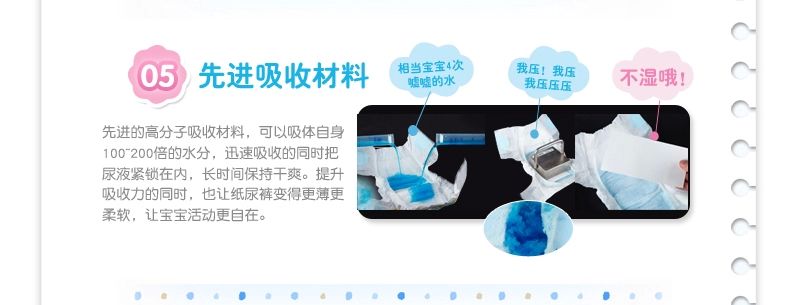 05 先进吸收材料
相当宝宝4次
嘘嘘的水
我压！我压
我压压压
不湿哦！
先进的高分子吸收材料，可以吸体自身
100~200倍的水分，迅速吸收的同时把
尿液紧锁在内，长时间保持干爽。提升
吸收力的同时，也让纸尿裤变得更薄更
柔软，让宝宝活动更自在。